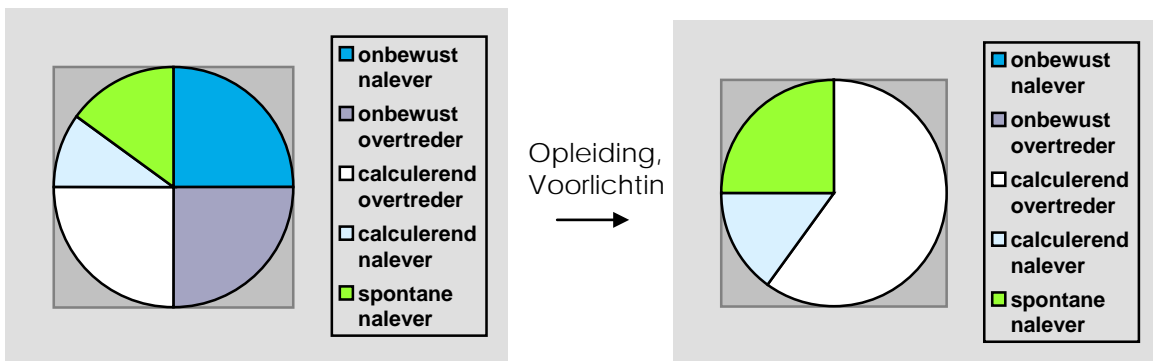 onbewust
nalever
onbewust
overtreder
calculerend
overtreder
calculerend
nalever
spontane
nalever
Opleiding,
Voorlichtin
onbewust
nalever
onbewust
overtreder
calculerend
overtreder
calculerend
nalever
spontane
nalever